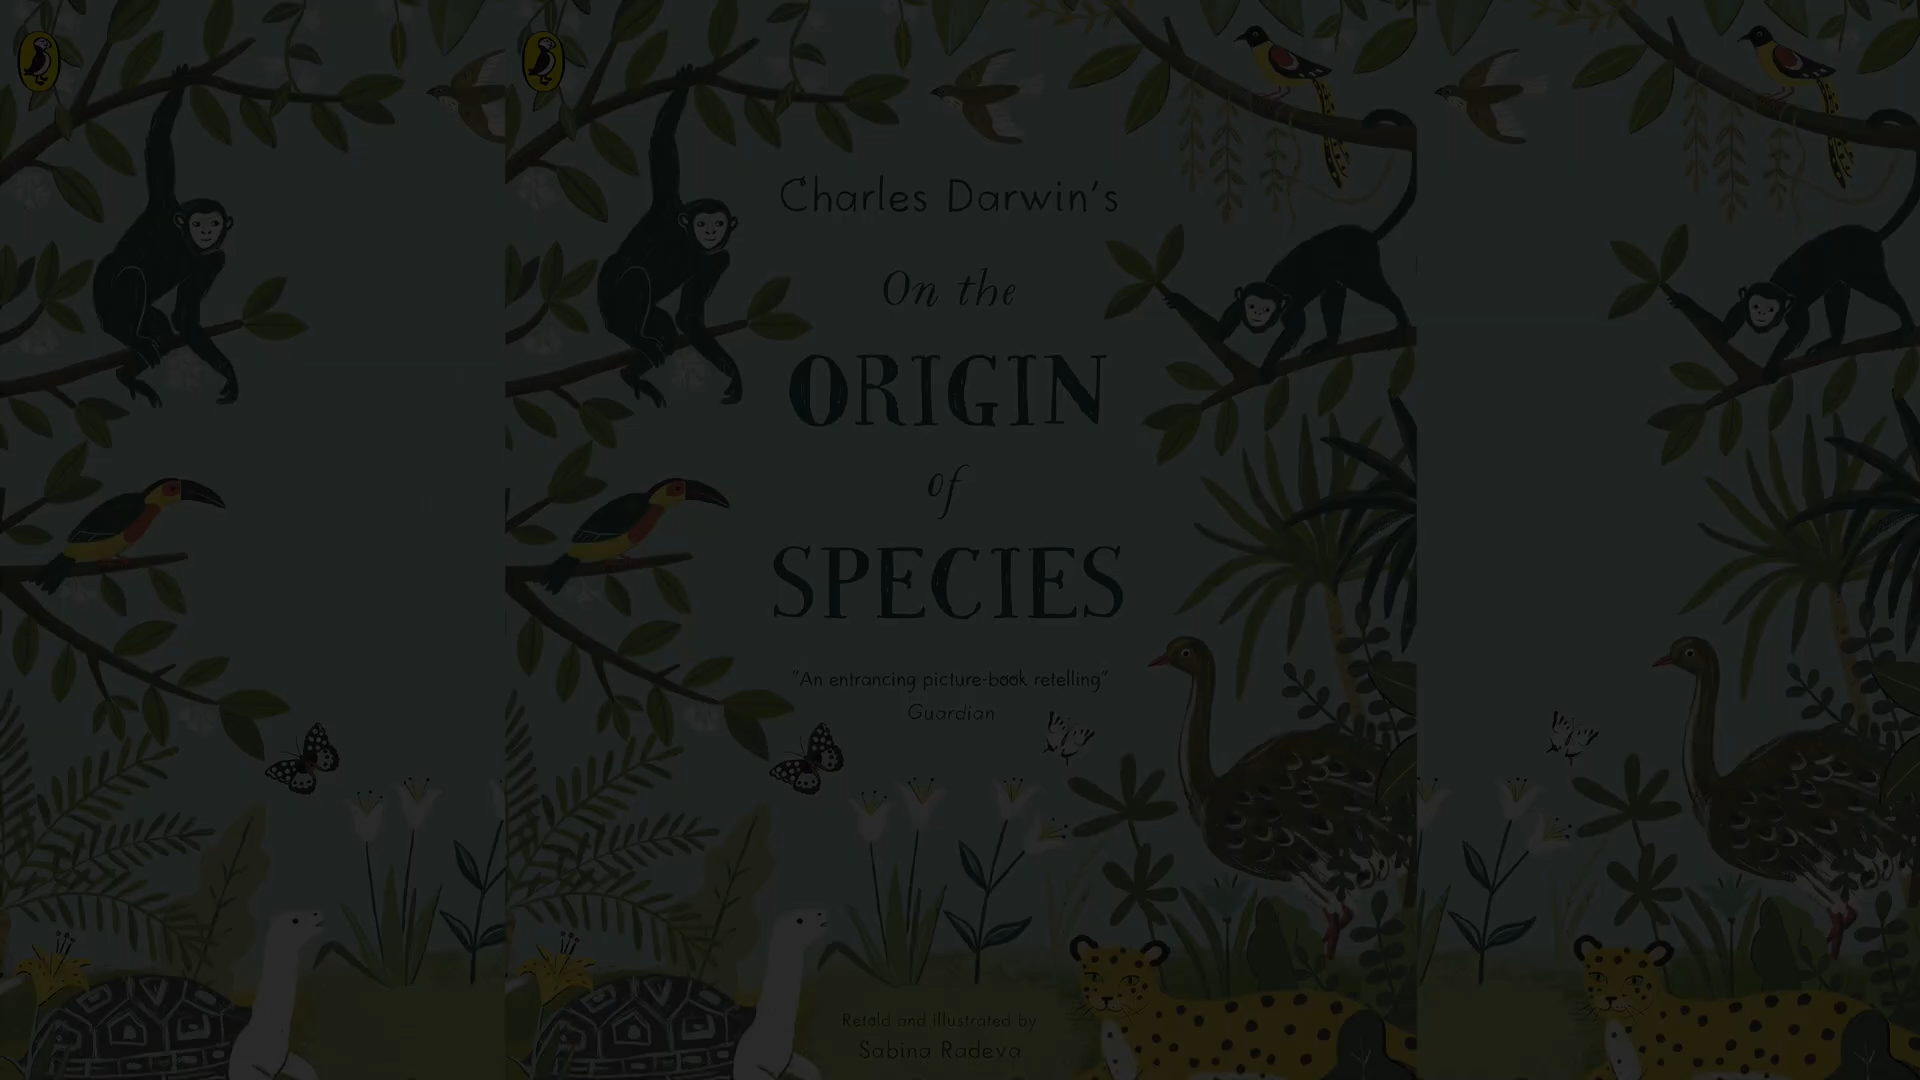 Charles Darwin's
On the
ORIGIN
of
SPECIES
"An entrancing picture-book retelling"
Guardian
Retold and illustrated by
Sabina Radeva